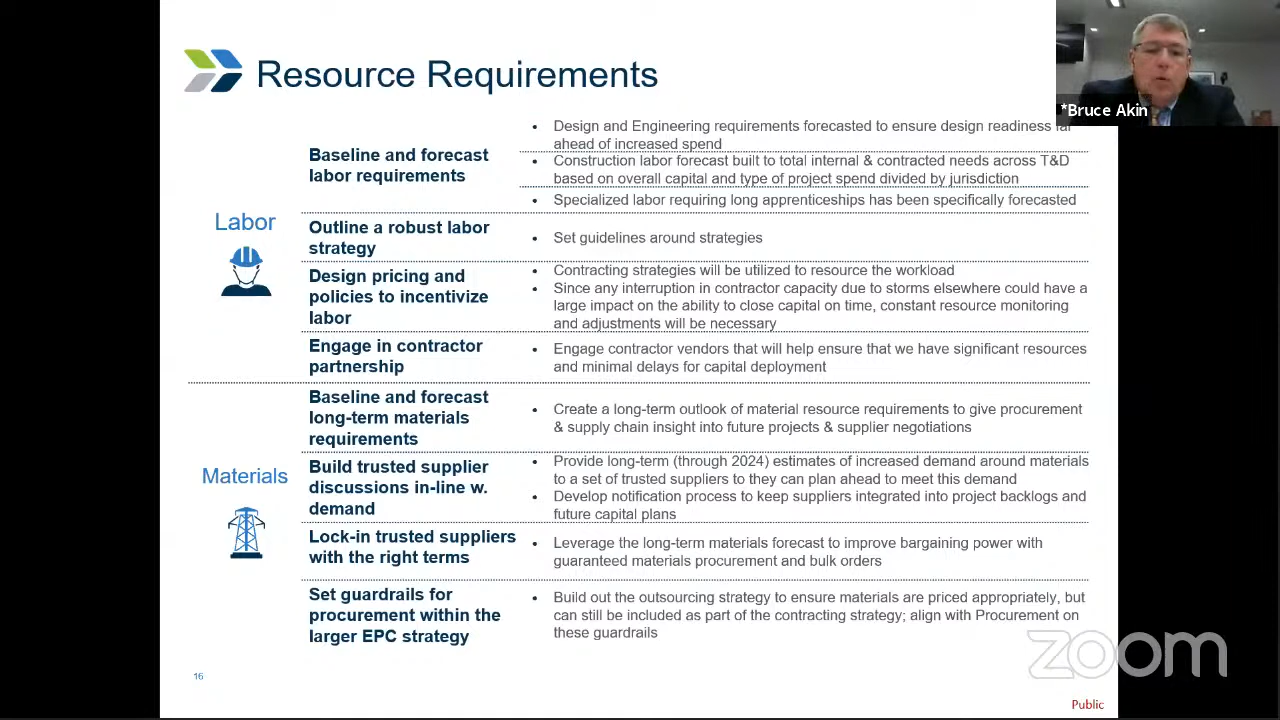 Resource Requirements
*Bruce Akin
Labor
Baseline and forecast
labor requirements
• Design and Engineering requirements forecasted to ensure design readiness far
ahead of increased spend
• Construction labor forecast built to total internal & contracted needs across T&D
based on overall capital and type of project spend divided by jurisdiction
• Specialized labor requiring long apprenticeships has been specifically forecasted
Outline a robust labor
strategy
• Set guidelines around strategies
Design pricing and
policies to incentivize
labor
• Contracting strategies will be utilized to resource the workload
• Since any interruption in contractor capacity due to storms elsewhere could have a
large impact on the ability to close capital on time, constant resource monitoring
and adjustments will be necessary
Engage in contractor
partnership
• Engage contractor vendors that will help ensure that we have significant resources
and minimal delays for capital deployment
Materials
Baseline and forecast
long-term materials
requirements
• Create a long-term outlook of material resource requirements to give procurement
& supply chain insight into future projects & supplier negotiations
Build trusted supplier
discussions in-line w.
demand
• Provide long-term (through 2024) estimates of increased demand around materials
to a set of trusted suppliers to they can plan ahead to meet this demand
• Develop notification process to keep suppliers integrated into project backlogs and
future capital plans
Lock-in trusted suppliers
with the right terms
• Leverage the long-term materials forecast to improve bargaining power with
guaranteed materials procurement and bulk orders
Set guardrails for
procurement within the
larger EPC strategy
• Build out the outsourcing strategy to ensure materials are priced appropriately, but
can still be included as part of the contracting strategy; align with Procurement on
these guardrails
zoom
16
Public